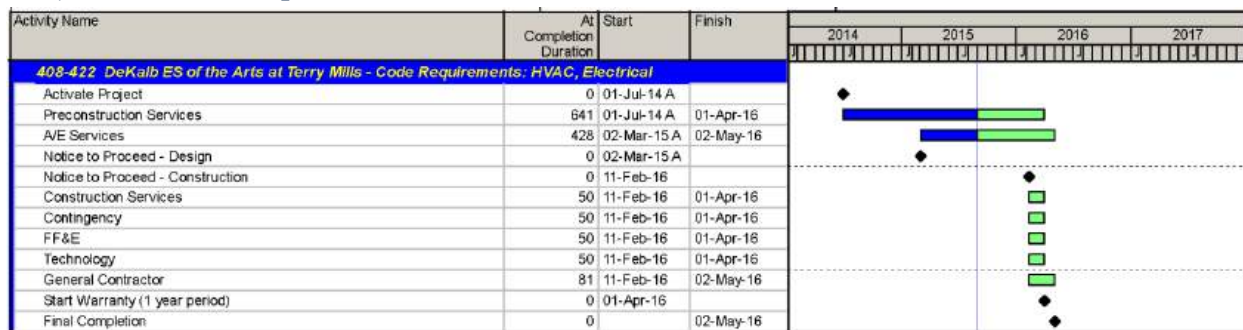 Activity Name At Completion Duration Start Finish
2014 2015 2016 2017
J J J J J J J J
408-422 DeKalb ES of the Arts at Terry Mills - Code Requirements: HVAC, Electrical
Activate Project 0 01-Jul-14 A
Preconstruction Services 641 01-Jul-14 A 01-Apr-16
A/E Services 428 02-Mar-15 A 02-May-16
Notice to Proceed - Design 0 02-Mar-15 A
Notice to Proceed - Construction 0 11-Feb-16
Construction Services 50 11-Feb-16 01-Apr-16
Contingency 50 11-Feb-16 01-Apr-16
FF&E 50 11-Feb-16 01-Apr-16
Technology 50 11-Feb-16 01-Apr-16
General Contractor 81 11-Feb-16 02-May-16
Start Warranty (1 year period) 0 01-Apr-16
Final Completion 0 02-May-16